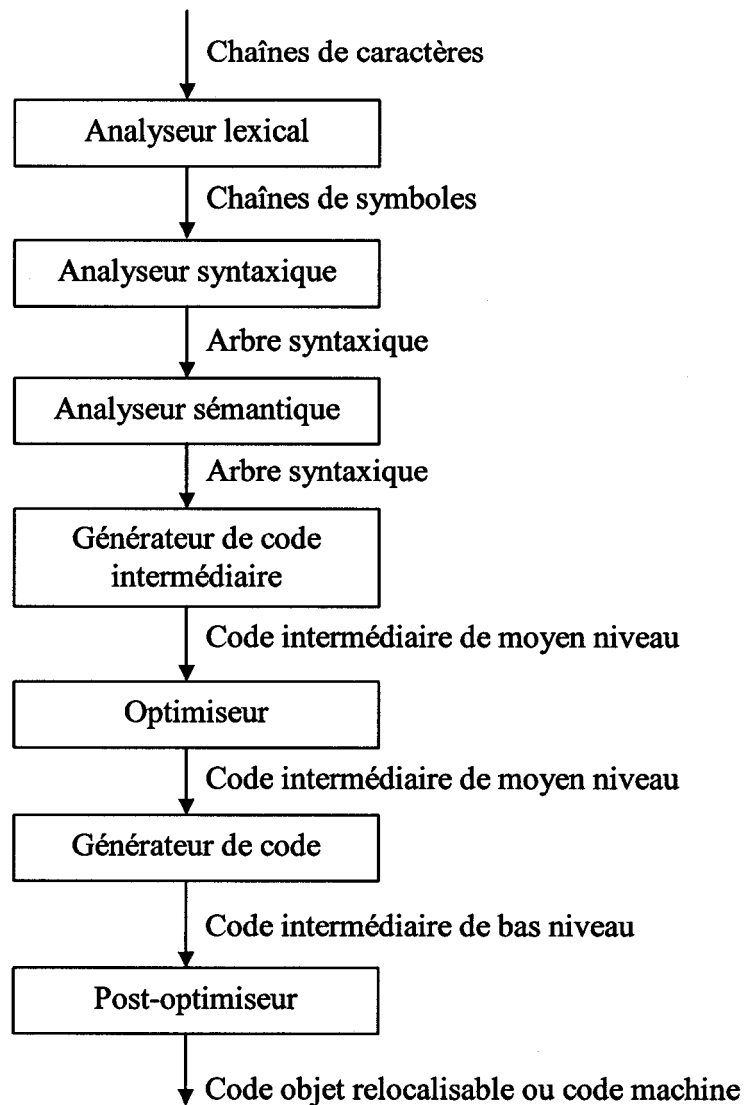 Chaînes de caractères
Analyseur lexical
Chaînes de symboles
Analyseur syntaxique
Arbre syntaxique
Analyseur sémantique
Arbre syntaxique
Générateur de code
intermédiaire
Code intermédiaire de moyen niveau
Optimiseur
Code intermédiaire de moyen niveau
Générateur de code
Code intermédiaire de bas niveau
Post-optimiseur
Code objet relocalisable ou code machine